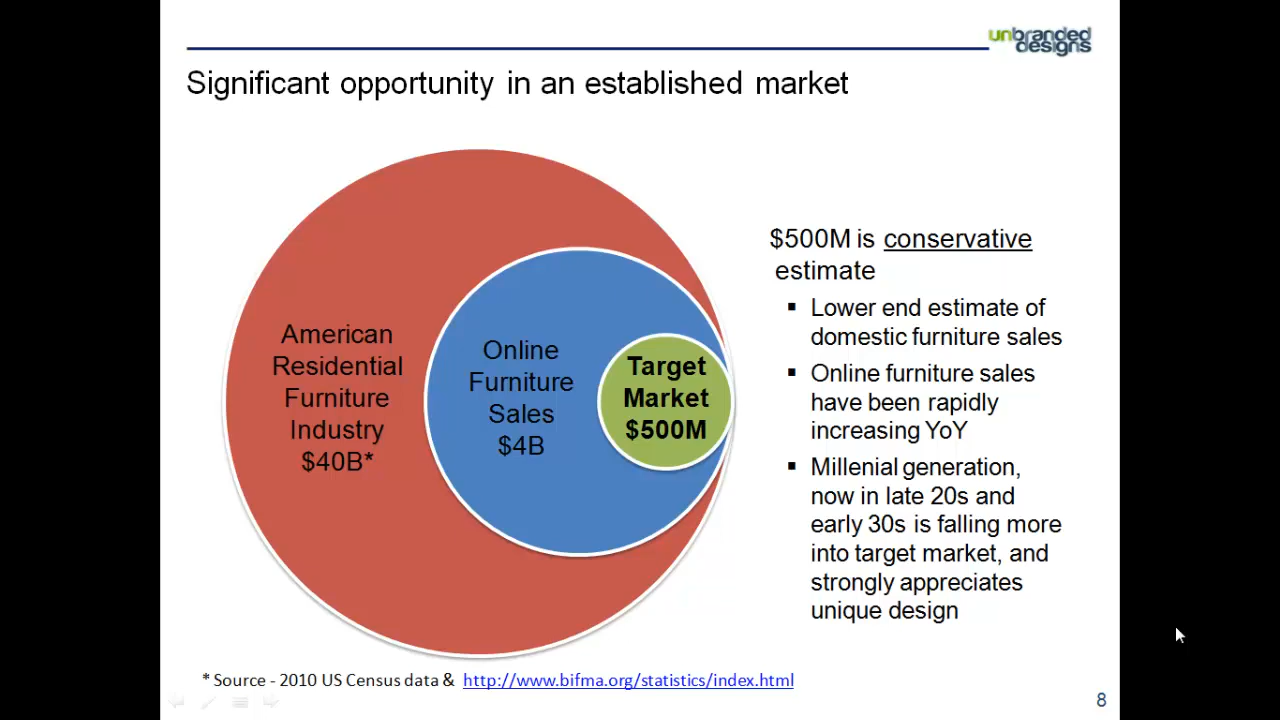 unbranded
designs
Significant opportunity in an established market
American
Residential
Furniture
Industry
$40B*
Online
Furniture
Sales
$4B
Target
Market
$500M
$500M is conservative
estimate
▪ Lower end estimate of
domestic furniture sales
▪ Online furniture sales
have been rapidly
increasing YoY
▪ Millenial generation,
now in late 20s and
early 30s is falling more
into target market, and
strongly appreciates
unique design
* Source - 2010 US Census data & http://www.bifma.org/statistics/index.html
8